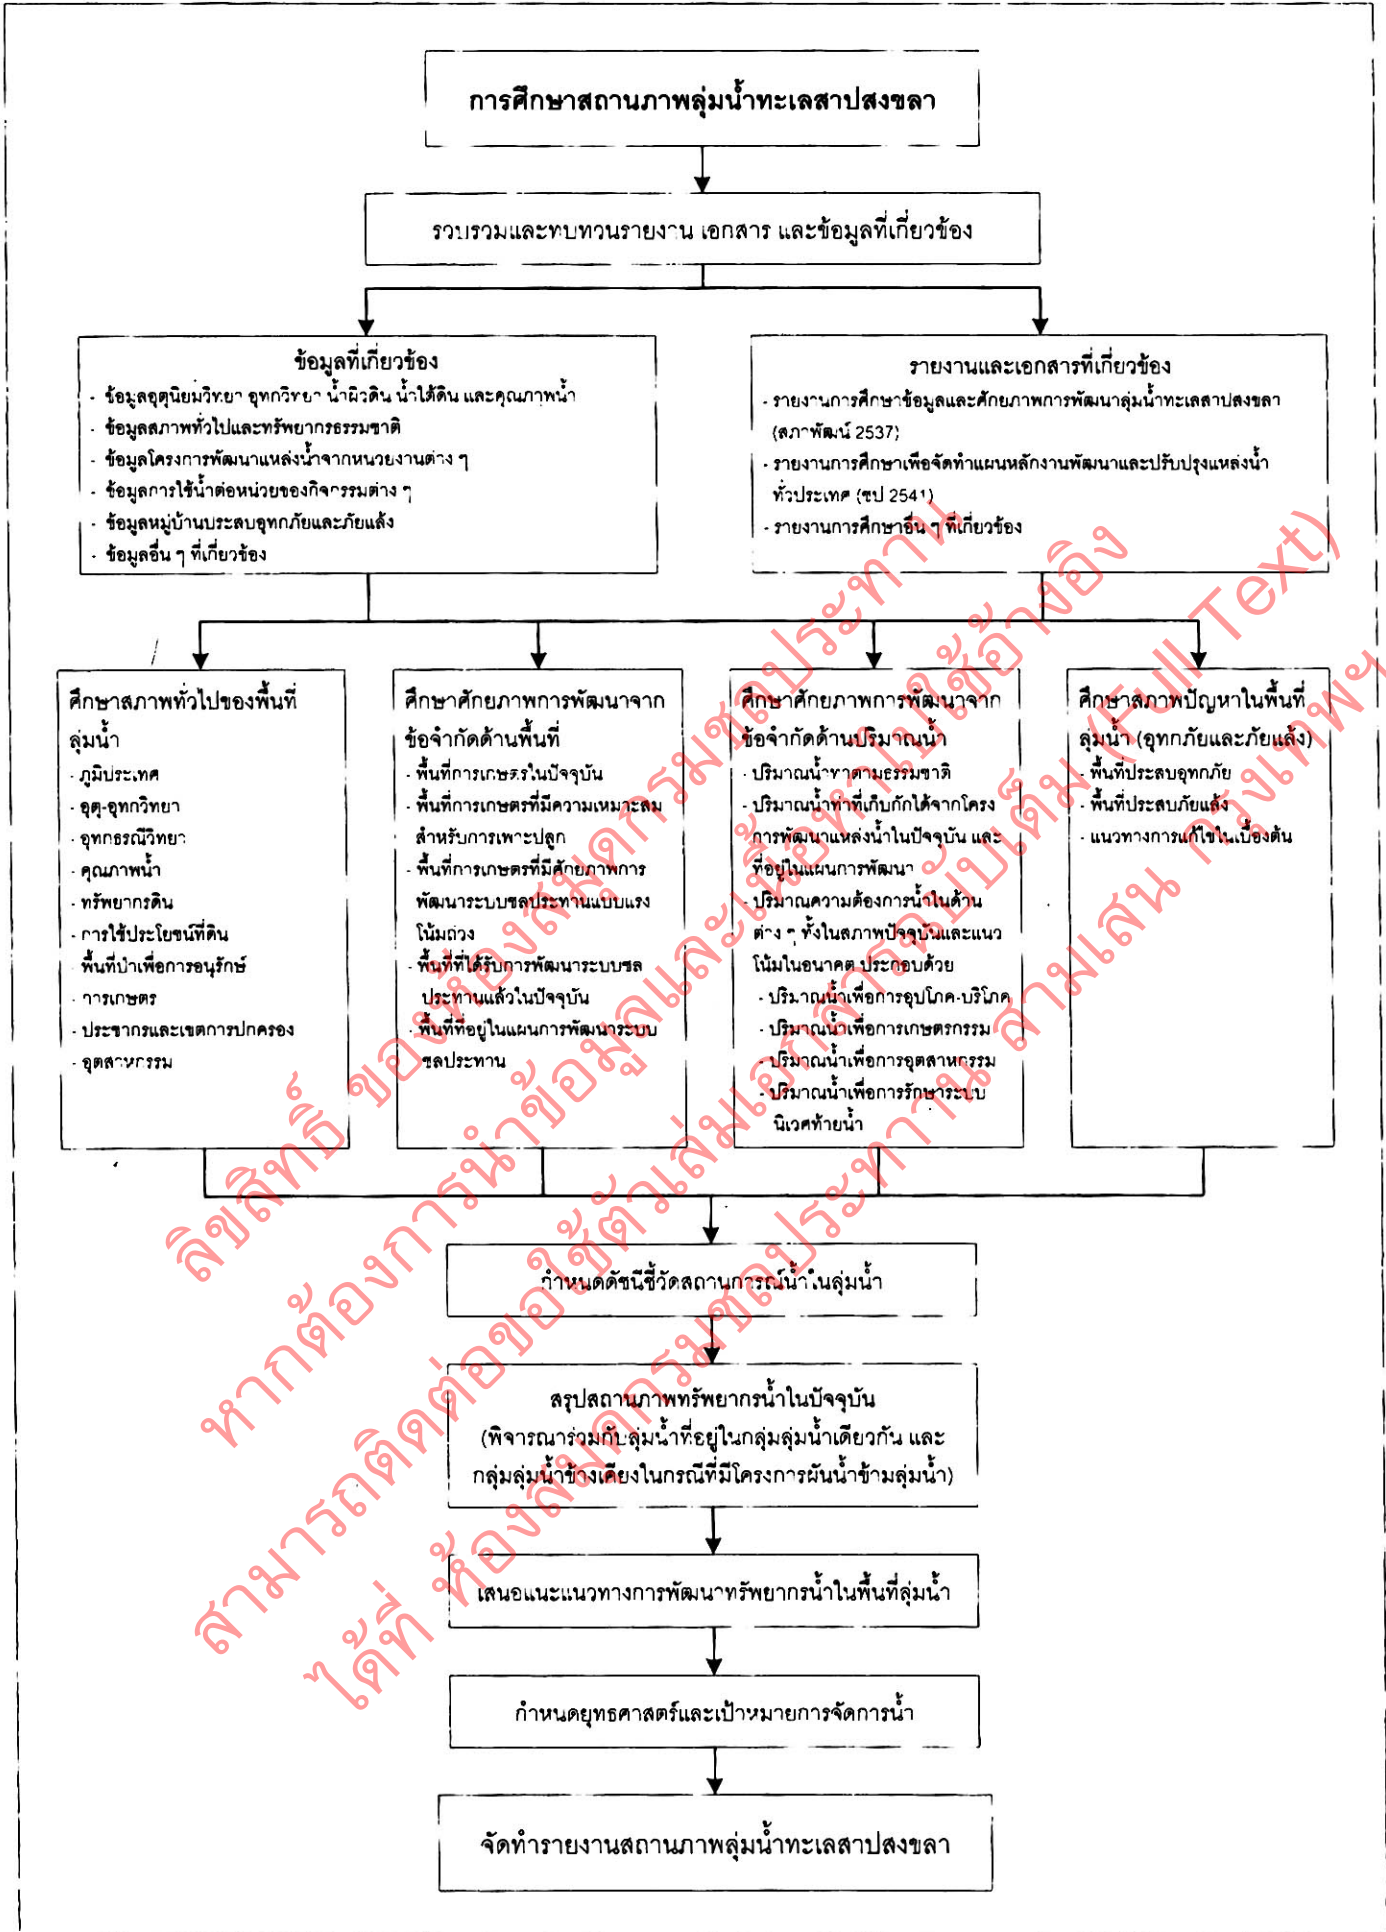 การศึกษาสถานภาพลุ่มน้ำทะเลสาปสงขลา
รวบรวมและทบทวนรายงาน เอกสาร และข้อมูลที่เกี่ยวข้อง
ข้อมูลที่เกี่ยวข้อง
- ข้อมูลอุตุนิยมวิทยา อุทกวิทยา น้ำผิวดิน น้ำใต้ดิน และคุณภาพน้ำ
- ข้อมูลสภาพทั่วไปและทรัพยากรธรรมชาติ
- ข้อมูลโครงการพัฒนาแหล่งน้ำจากหนวยงานต่าง ๆ
- ข้อมูลการใช้น้ำต่อหน่วยของกิจกรรมต่าง ๆ
- ข้อมูลหมู่บ้านประสบอุทกภัยและภัยแล้ง
- ข้อมูลอื่น ๆ ที่เกี่ยวข้อง
รายงานและเอกสารที่เกี่ยวข้อง
- รายงานการศึกษาข้อมูลและศักยภาพการพัฒนาลุ่มน้ำทะเลสาปสงขลา
(สภาพัฒน์ 2537)
- รายงานการศึกษาเพื่อจัดทำแผนหลักงานพัฒนาและปรับปรุงแหล่งน้ำ
ทั่วประเทศ (ชป 2541)
- รายงานการศึกษาอื่น ๆ ที่เกี่ยวข้อง
ศึกษาสภาพทั่วไปของพื้นที่
ลุ่มน้ำ
- ภูมิประเทศ
- อุตุ-อุทกวิทยา
- อุทกธรณีวิทยา
- คุณภาพน้ำ
- ทรัพยากรดิน
- การใช้ประโยชน์ที่ดิน
- พื้นที่ป่าเพื่อการอนุรักษ์
- การเกษตร
- ประชากรและเขตการปกครอง
- อุตสาหกรรม
ศึกษาศักยภาพการพัฒนาจาก
ข้อจำกัดด้านพื้นที่
- พื้นที่การเกษตรในปัจจุบัน
- พื้นที่การเกษตรที่มีความเหมาะสม
สำหรับการเพาะปลูก
- พื้นที่การเกษตรที่มีศักยภาพการ
พัฒนาระบบชลประทานแบบแรง
โน้มถ่วง
- พื้นที่ที่ได้รับการพัฒนาระบบชล
ประทานแล้วในปัจจุบัน
- พื้นที่ที่อยู่ในแผนการพัฒนาระบบ
ชลประทาน
ศึกษาศักยภาพการพัฒนาจาก
ข้อจำกัดด้านปริมาณน้ำ
- ปริมาณน้ำทาตามธรรมชาติ
- ปริมาณน้ำท่าที่เก็บกักได้จากโครง
การพัฒนาแหล่งน้ำในปัจจุบัน และ
ที่อยู่ในแผนการพัฒนา
- ปริมาณความต้องการน้ำในด้าน
ต่าง ๆ ทั้งในสภาพปัจจุบันและแนว
โน้มในอนาคต ประกอบด้วย
- ปริมาณน้ำเพื่อการอุปโภค-บริโภค
- ปริมาณน้ำเพื่อการเกษตรกรรม
- ปริมาณน้ำเพื่อการอุตสาหกรรม
- ปริมาณน้ำเพื่อการรักษาระบบ
นิเวศท้ายน้ำ
ศึกษาสภาพปัญหาในพื้นที่
ลุ่มน้ำ (อุทกภัยและภัยแล้ง)
- พื้นที่ประสบอุทกภัย
- พื้นที่ประสบภัยแล้ง
- แนวทางการแก้ไขในเบื้องต้น
กำหนดดัชนีชี้วัดสถานการณ์น้ำในลุ่มน้ำ
สรุปสถานภาพทรัพยากรน้ำในปัจจุบัน
(พิจารณาร่วมกับลุ่มน้ำที่อยู่ในกลุ่มลุ่มน้ำเดียวกัน และ
กลุ่มลุ่มน้ำข้างเคียงในกรณีที่มีโครงการผันน้ำข้ามลุ่มน้ำ)
เสนอแนะแนวทางการพัฒนาทรัพยากรน้ำในพื้นที่ลุ่มน้ำ
กำหนดยุทธศาสตร์และเป้าหมายการจัดการน้ำ
จัดทำรายงานสถานภาพลุ่มน้ำทะเลสาปสงขลา
ลิขสิทธิ์ ของห้องสมุดกรมชลประทาน
หากต้องการนำข้อมูลและเนื้อหาไปใช้อ้างอิง
สามารถติดต่อขอใช้ตัวเล่มเอกสารฉบับเต็ม (Full Text)
ได้ที่ ห้องสมุดกรมชลประทาน สามเสน กรุงเทพฯ